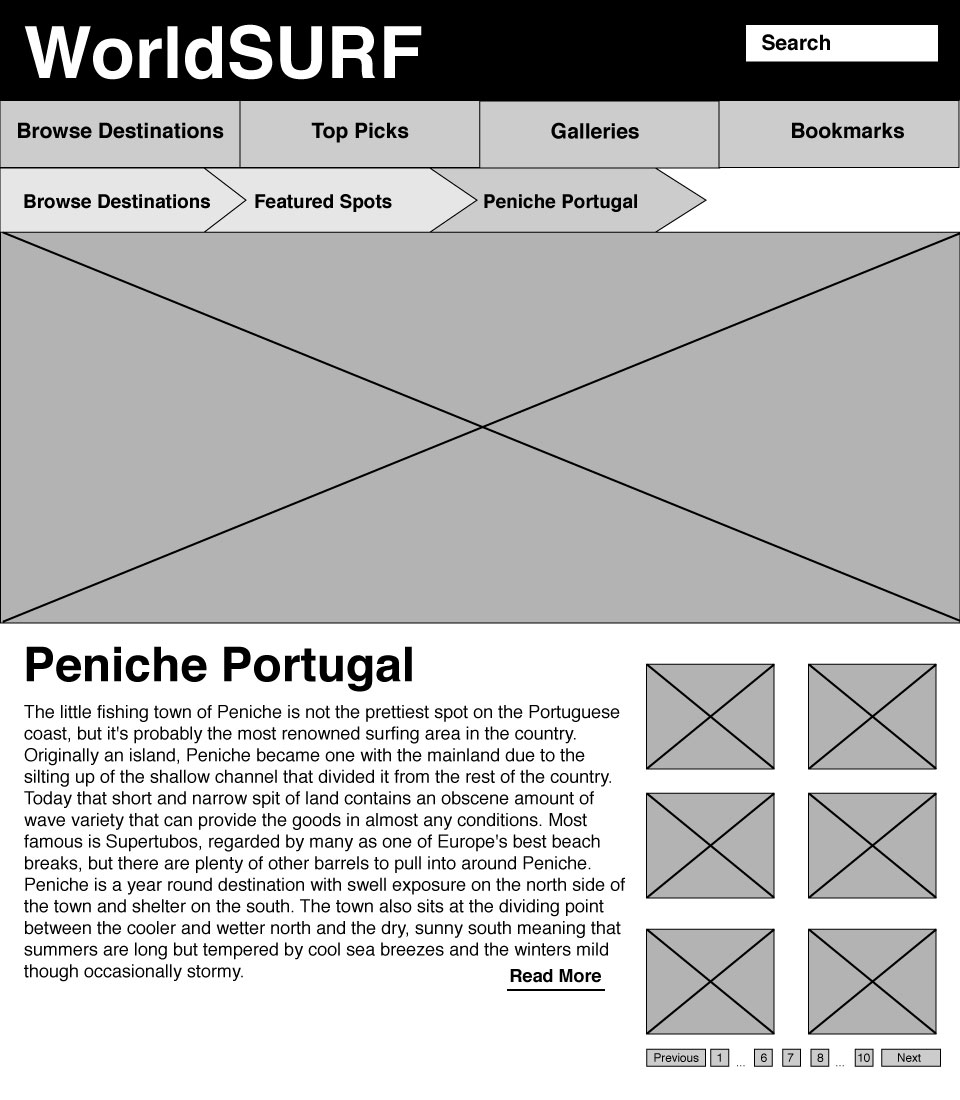 WorldSURF
Search
Browse Destinations
Top Picks
Galleries
Bookmarks
Browse Destinations
Featured Spots
Peniche Portugal
Peniche Portugal
The little fishing town of Peniche is not the prettiest spot on the Portuguese
coast, but it's probably the most renowned surfing area in the country.
Originally an island, Peniche became one with the mainland due to the
silting up of the shallow channel that divided it from the rest of the country.
Today that short and narrow spit of land contains an obscene amount of
wave variety that can provide the goods in almost any conditions. Most
famous is Supertubos, regarded by many as one of Europe's best beach
breaks, but there are plenty of other barrels to pull into around Peniche.
Peniche is a year round destination with swell exposure on the north side of
the town and shelter on the south. The town also sits at the dividing point
between the cooler and wetter north and the dry, sunny south meaning that
summers are long but tempered by cool sea breezes and the winters mild
though occasionally stormy.
Read More
Previous 1 ... 6 7 8 ... 10 Next